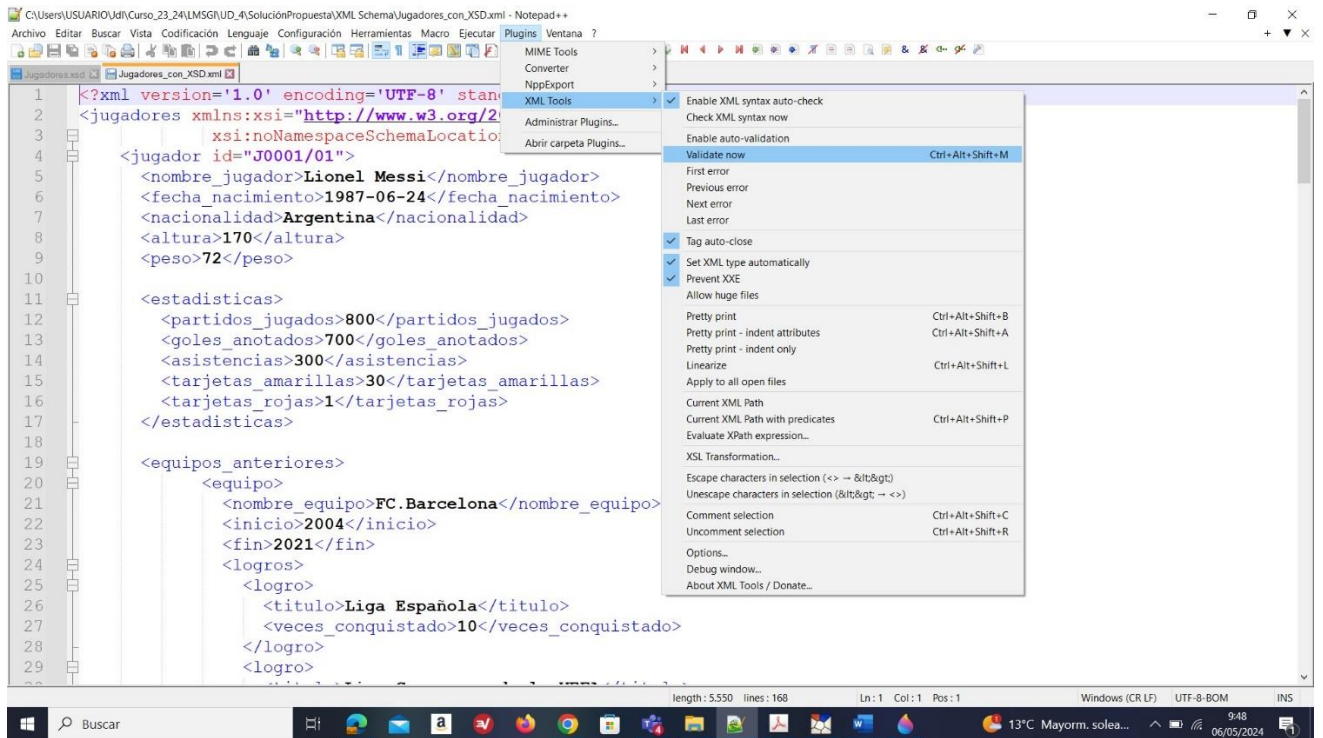 C:\Users\USUARIO\Jdl\Curso_23_24\LMSGI\UD_4\SoluciónPropuesta\XML Schema\Jugadores_con_XSD.xml - Notepad++
Archivo Editar Buscar Vista Codificación Lenguaje Configuración Herramientas Macro Ejecutar Plugins Ventana ?
Jugadores.xsd Jugadores_con_XSD.xml
MIME Tools
Converter
NppExport
XML Tools
Administrar Plugins...
Abrir carpeta Plugins...
Enable XML syntax auto-check
Check XML syntax now
Enable auto-validation
Validate now Ctrl+Alt+Shift+M
First error
Previous error
Next error
Last error
Tag auto-close
Set XML type automatically
Prevent XXE
Allow huge files
Pretty print Ctrl+Alt+Shift+B
Pretty print - indent attributes Ctrl+Alt+Shift+A
Pretty print - indent only
Linearize Ctrl+Alt+Shift+L
Apply to all open files
Current XML Path
Current XML Path with predicates Ctrl+Alt+Shift+P
Evaluate XPath expression...
XSL Transformation...
Escape characters in selection (<> → &lt;&gt;)
Unescape characters in selection (&lt;&gt; → <>)
Comment selection Ctrl+Alt+Shift+C
Uncomment selection Ctrl+Alt+Shift+R
Options...
Debug window...
About XML Tools / Donate...
1 <?xml version='1.0' encoding='UTF-8' stan
2 <jugadores xmlns:xsi="http://www.w3.org/2
3 xsi:noNamespaceSchemaLocatio
4 <jugador id="J0001/01">
5 <nombre_jugador>Lionel Messi</nombre_jugador>
6 <fecha_nacimiento>1987-06-24</fecha_nacimiento>
7 <nacionalidad>Argentina</nacionalidad>
8 <altura>170</altura>
9 <peso>72</peso>
10
11 <estadisticas>
12 <partidos_jugados>800</partidos_jugados>
13 <goles_anotados>700</goles_anotados>
14 <asistencias>300</asistencias>
15 <tarjetas_amarillas>30</tarjetas_amarillas>
16 <tarjetas_rojas>1</tarjetas_rojas>
17 </estadisticas>
18
19 <equipos_anteriores>
20 <equipo>
21 <nombre_equipo>FC.Barcelona</nombre_equipo>
22 <inicio>2004</inicio>
23 <fin>2021</fin>
24 <logros>
25 <logro>
26 <titulo>Liga Española</titulo>
27 <veces_conquistado>10</veces_conquistado>
28 </logro>
29 <logro>
length : 5.550 lines : 168 Ln : 1 Col : 1 Pos : 1 Windows (CR LF) UTF-8-BOM INS
Buscar 13°C Mayorm. solea... 9:48
06/05/2024